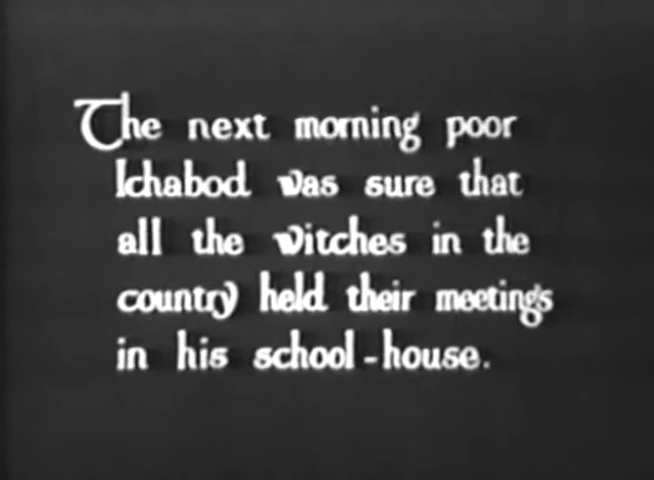 The next morning poor
Ichabod was sure that
all the witches in the
country held their meetings
in his school-house.